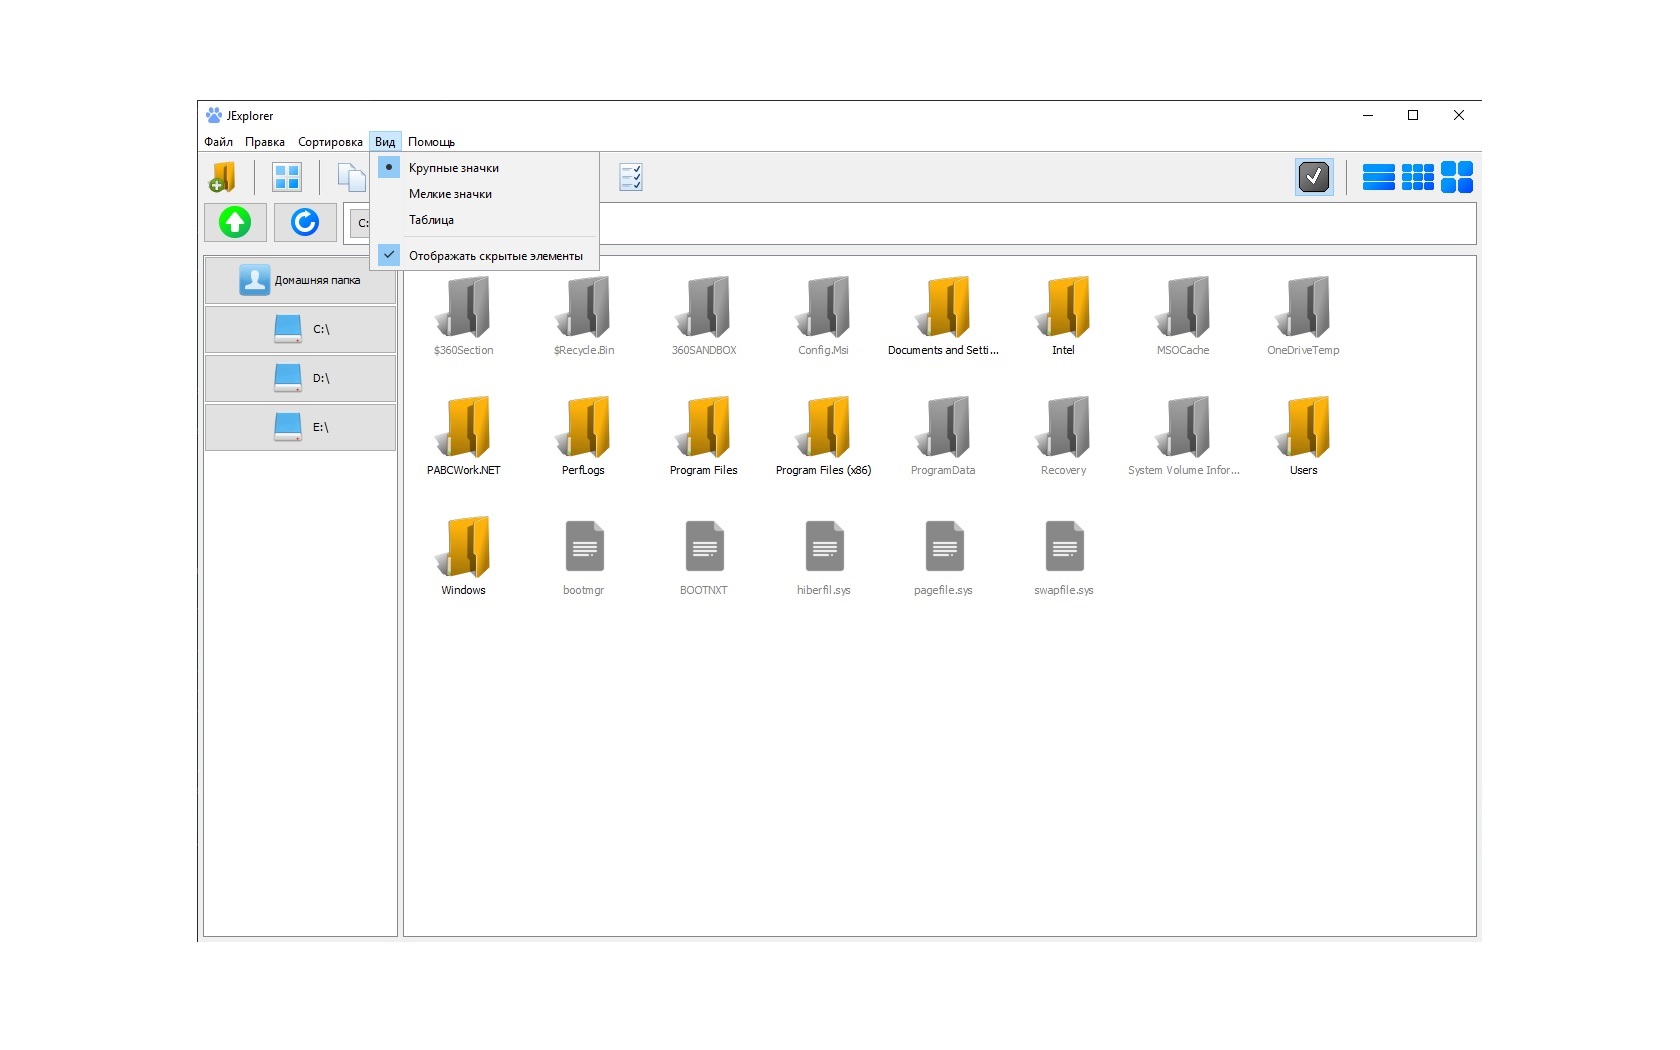 JExplorer
Файл Правка Сортировка Вид Помощь
Крупные значки
Мелкие значки
Таблица
Отображать скрытые элементы
C:
Домашняя папка
C:\
D:\
E:\
$360Section $Recycle.Bin 360SANDBOX Config.Msi Documents and Setti... Intel MSOCache OneDriveTemp
PABCWork.NET PerfLogs Program Files Program Files (x86) ProgramData Recovery System Volume Infor... Users
Windows bootmgr BOOTNXT hiberfil.sys pagefile.sys swapfile.sys